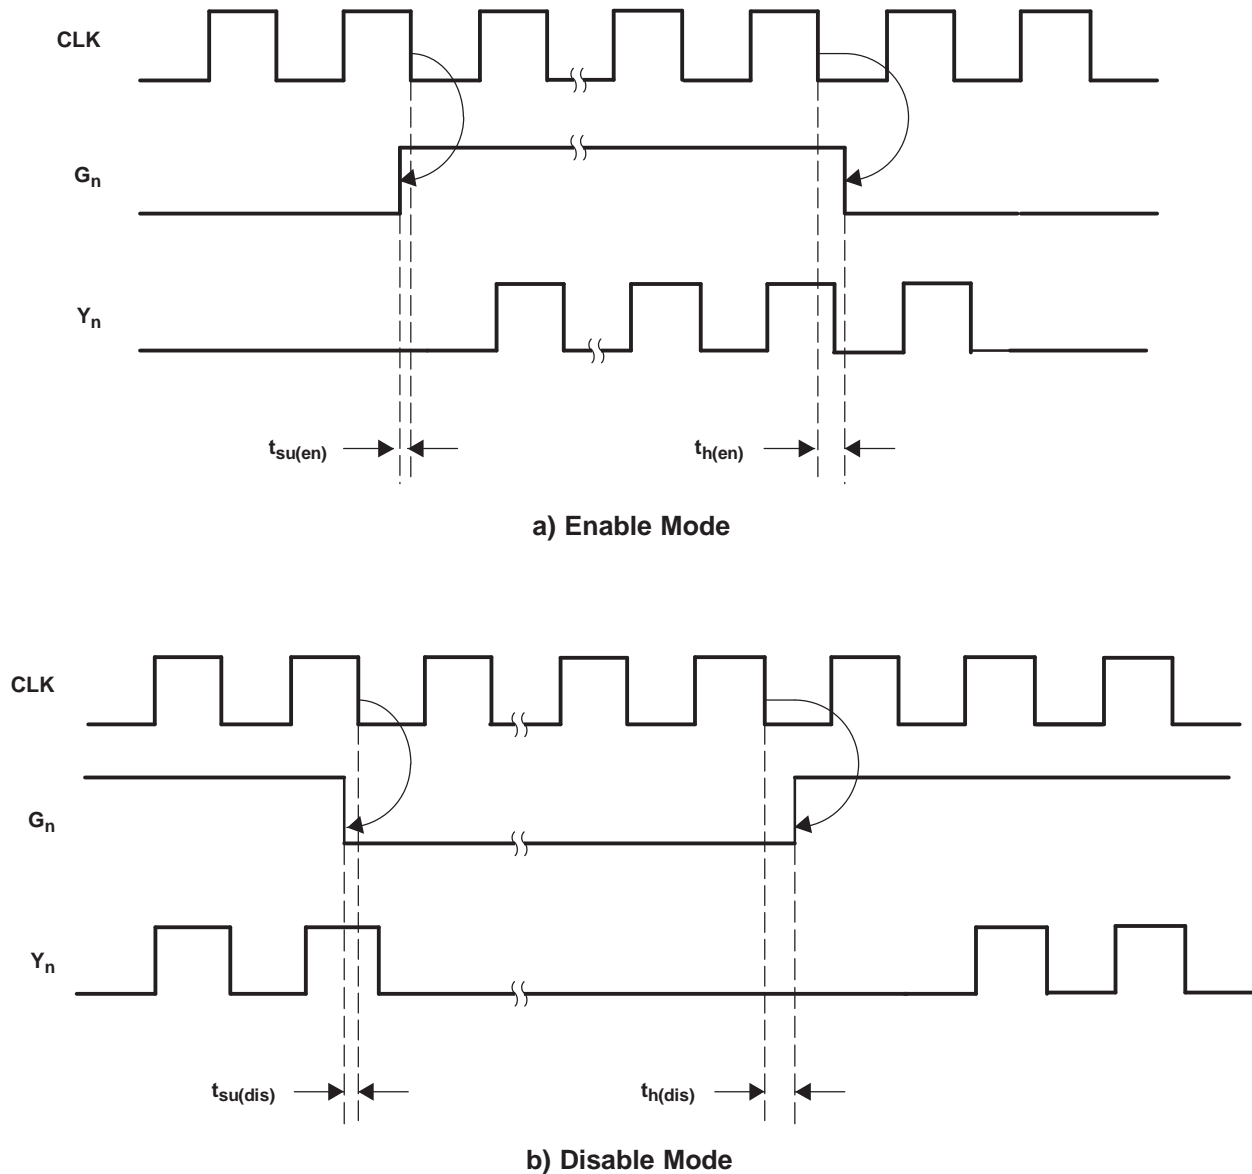 CLK
Gn
Yn
tsu(en)
th(en)
a) Enable Mode
CLK
Gn
Yn
tsu(dis)
th(dis)
b) Disable Mode